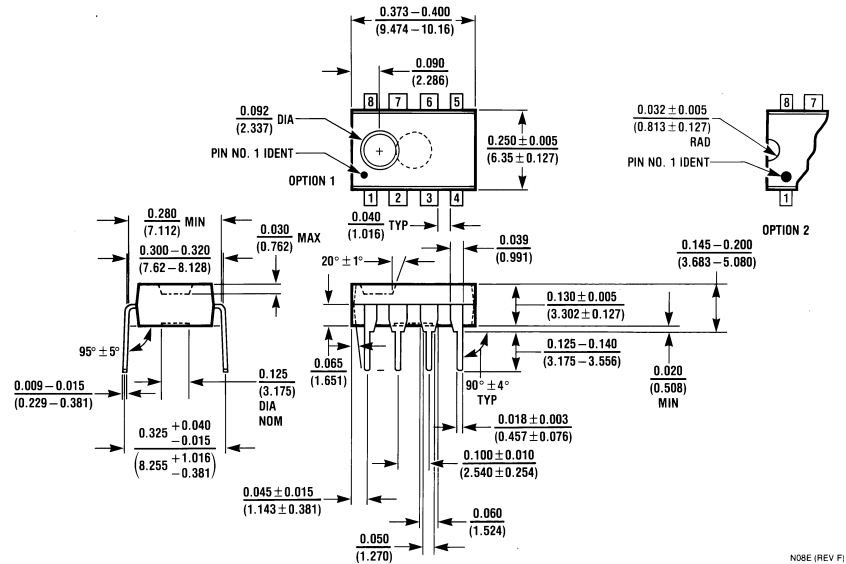 0.373 – 0.400
(9.474 – 10.16)
0.090
(2.286)
8 7 6 5
0.092
(2.337)
DIA
PIN NO. 1 IDENT
OPTION 1
1 2 3 4
0.250 ± 0.005
(6.35 ± 0.127)
0.032 ± 0.005
(0.813 ± 0.127)
RAD
PIN NO. 1 IDENT
8 7
1
OPTION 2
0.280
(7.112)
MIN
0.300 – 0.320
(7.62 – 8.128)
0.030
(0.762)
MAX
95° ± 5°
0.009 – 0.015
(0.229 – 0.381)
0.125
(3.175)
DIA
NOM
0.325 +0.040
–0.015
(8.255 +1.016
–0.381)
0.040
(1.016)
TYP
0.039
(0.991)
20° ± 1°
0.145 – 0.200
(3.683 – 5.080)
0.130 ± 0.005
(3.302 ± 0.127)
0.125 – 0.140
(3.175 – 3.556)
0.020
(0.508)
MIN
0.065
(1.651)
90° ± 4°
TYP
0.018 ± 0.003
(0.457 ± 0.076)
0.100 ± 0.010
(2.540 ± 0.254)
0.045 ± 0.015
(1.143 ± 0.381)
0.060
(1.524)
0.050
(1.270)
N08E (REV F)